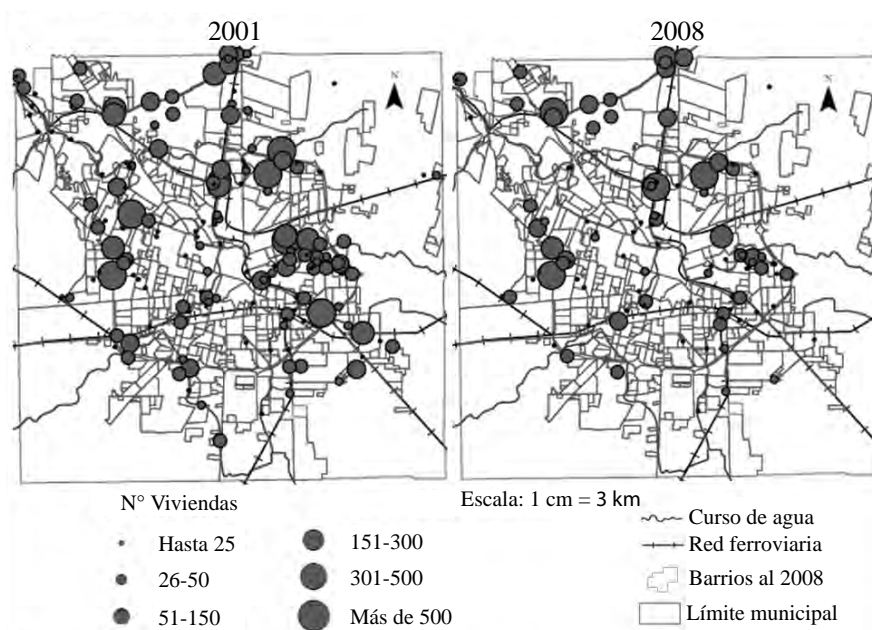 2001
2008
N
N
N° Viviendas
Hasta 25
26-50
51-150
151-300
301-500
Más de 500
Escala: 1 cm = 3 km
Curso de agua
Red ferroviaria
Barrios al 2008
Límite municipal